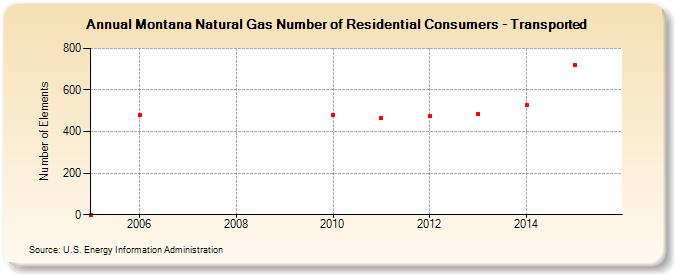 Annual Montana Natural Gas Number of Residential Consumers - Transported
Number of Elements
800
600
400
200
0
2006 2008 2010 2012 2014
Source: U.S. Energy Information Administration